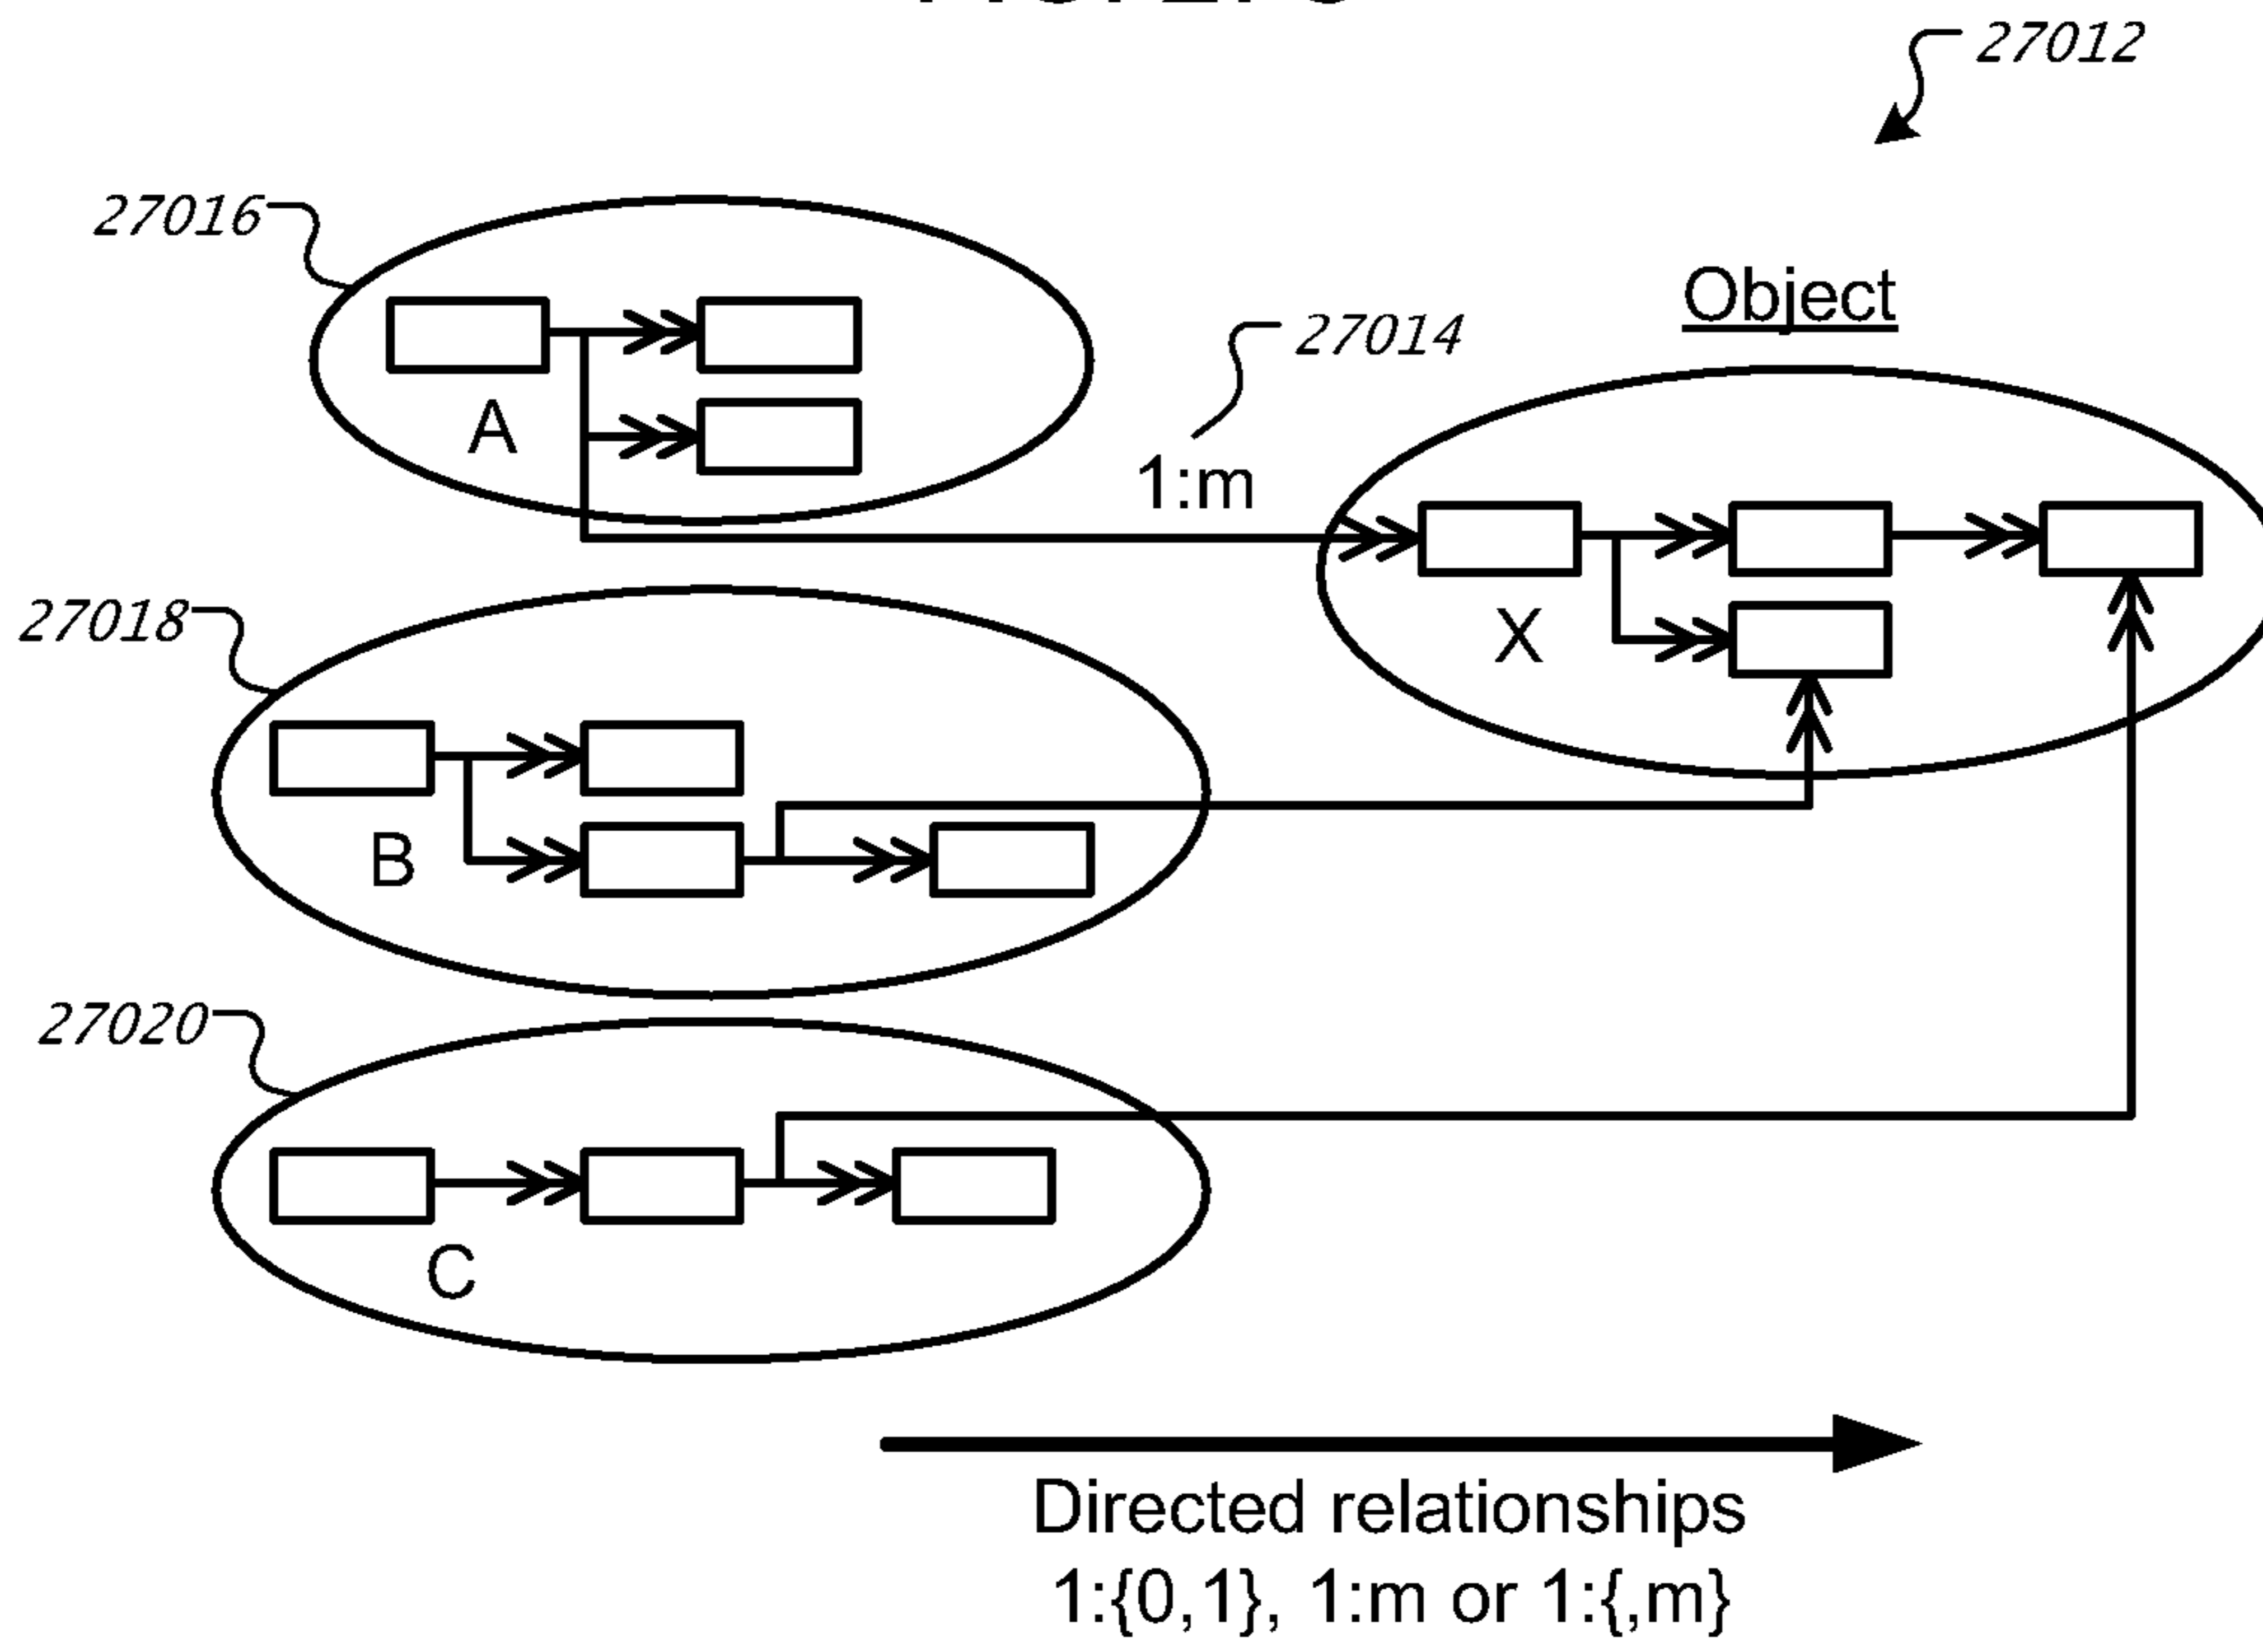 27012
27016
Object
27014
A
1:m
27018
X
B
27020
C
Directed relationships
1:{0,1}, 1:m or 1:{,m}